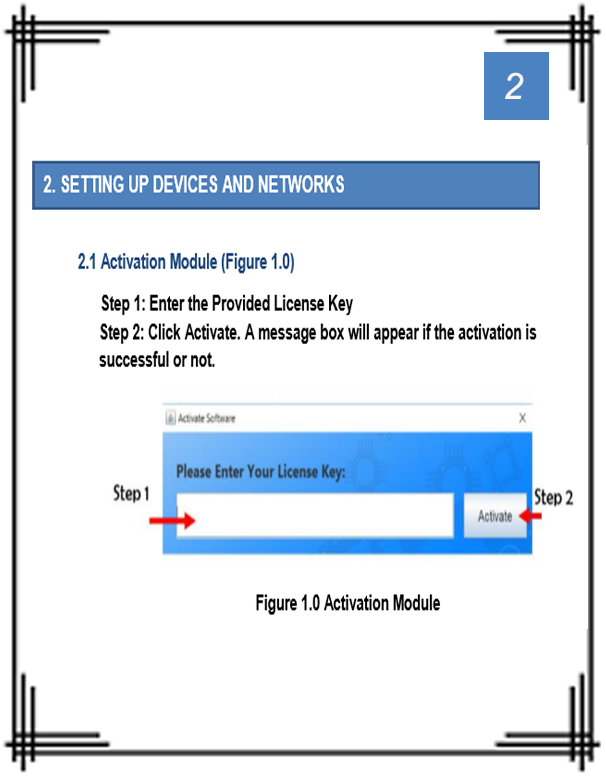 2
2. SETTING UP DEVICES AND NETWORKS
2.1 Activation Module (Figure 1.0)
Step 1: Enter the Provided License Key
Step 2: Click Activate. A message box will appear if the activation is
successful or not.
Activate Software
X
Please Enter Your License Key:
Step 1
Activate
Step 2
Figure 1.0 Activation Module